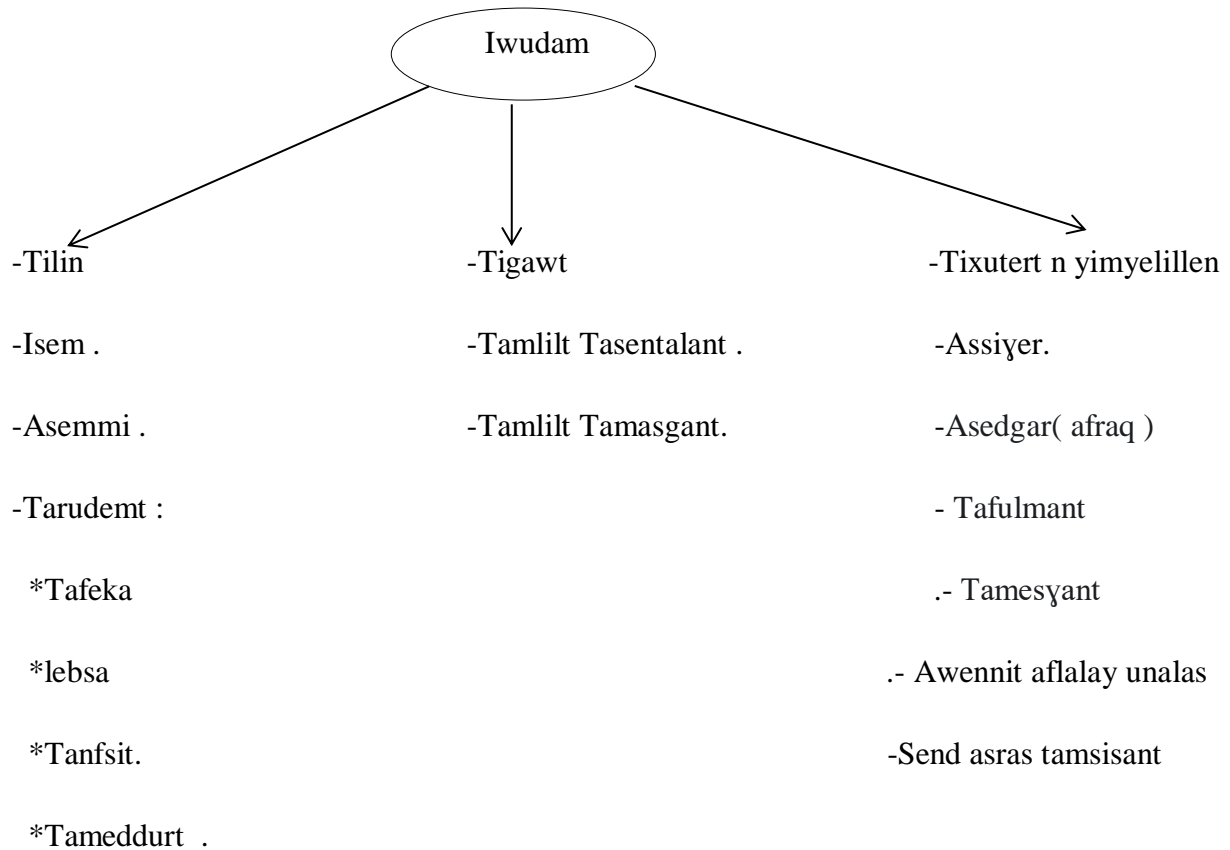 Iwudam
-Tilin
-Isem .
-Asemmi .
-Tarudemt :
*Tafeka
*lebsa
*Tanfsit.
*Tameddurt .
-Tigawt
-Tamlilt Tasentalant .
-Tamlilt Tamasgant.
-Tixutert n yimyelillen
-Assiɣer.
-Asedgar( afraq )
- Tafulmant
.- Tamesɣant
.- Awennit aflalay unalas
-Send asras tamsisant